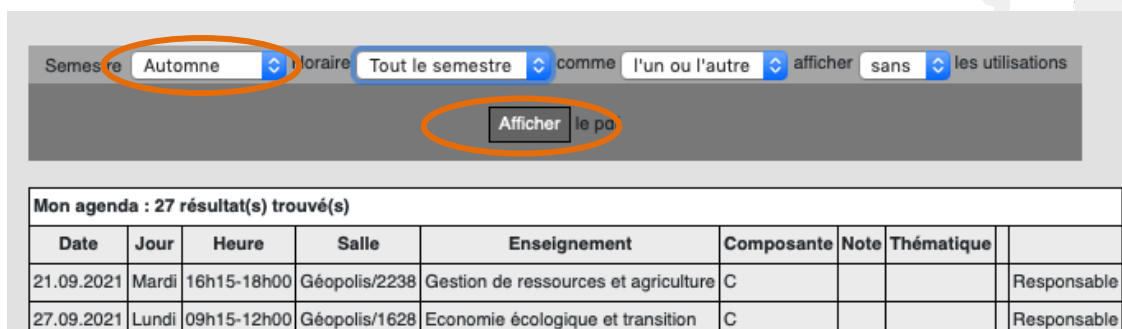 Semestre Automne Horaire Tout le semestre comme l'un ou l'autre afficher sans les utilisations
Afficher le
Mon agenda : 27 résultat(s) trouvé(s)
Date Jour Heure Salle Enseignement Composante Note Thématique
21.09.2021 Mardi 16h15-18h00 Géopolis/2238 Gestion de ressources et agriculture C Responsable
27.09.2021 Lundi 09h15-12h00 Géopolis/1628 Economie écologique et transition C Responsable